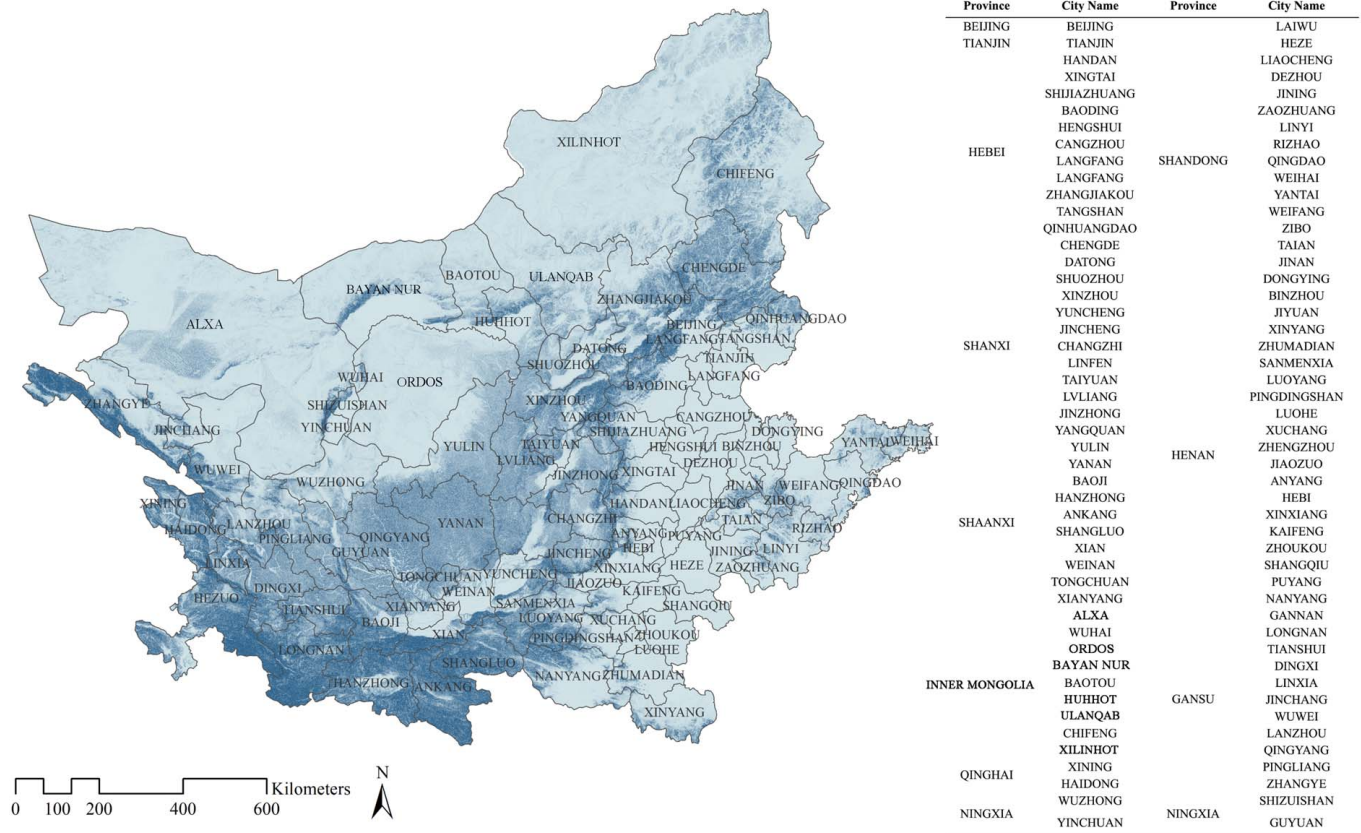 XILINHOT
CHIFENG
BAOTOU
ULANQAB
CHENGDE
BAYAN NUR
ZHANGJIAKOU
ALXA
HUHHOT
BEIJING
QINHUANGDAO
LANGFANG
TANGSHAN
DATONG
TIANJIN
SHUOZHOU
WUHAI
ORDOS
BAODING
LANGFANG
ZHANGYE
SHIZUISHAN
XINZHOU
YANGQUAN
CANGZHOU
YINCHUAN
JINCHANG
SHIJIAZHUANG
DONGYING
YULIN
TAIYUAN
HENGSHUI
BINZHOU
YANTAI
WEIHAI
LVLIANG
DEZHOU
WUWEI
JINZHONG
XINGTAI
WUZHONG
JINAN
WEIFANG
QINGDAO
XINING
HANDAN
LIAOCHENG
ZIBO
HAIDONG
LANZHOU
YANAN
CHANGZHI
TAIAN
RIZHAO
PINGLIANG
QINGYANG
ANYANG
PUYANG
GUYUAN
JINCHENG
HEBI
JINING
LINYI
LINXIA
XINXIANG
HEZE
ZAOZHUANG
DINGXI
TONGCHUAN
YUNCHENG
JIAOZUO
HEZUO
WEINAN
KAIFENG
TIANSHUI
XIANYANG
SANMENXIA
SHANGQIU
BAOJI
LUOYANG
XUCHANG
XIAN
PINGDINGSHAN
ZHOUKOU
LONGNAN
LUOHE
SHANGLUO
HANZHONG
ANKANG
NANYANG
ZHUMADIAN
XINYANG
0 100 200 400 600
Kilometers
N
Province City Name Province City Name
BEIJING BEIJING LAIWU
TIANJIN TIANJIN HEZE
HANDAN LIAOCHENG
XINGTAI DEZHOU
SHIJIAZHUANG JINING
BAODING ZAOZHUANG
HENGSHUI LINYI
HEBEI CANGZHOU RIZHAO
LANGFANG SHANDONG QINGDAO
LANGFANG WEIHAI
ZHANGJIAKOU YANTAI
TANGSHAN WEIFANG
QINHUANGDAO ZIBO
CHENGDE TAIAN
DATONG JINAN
SHUOZHOU DONGYING
XINZHOU BINZHOU
YUNCHENG JIYUAN
JINCHENG XINYANG
SHANXI CHANGZHI ZHUMADIAN
LINFEN SANMENXIA
TAIYUAN LUOYANG
LVLIANG PINGDINGSHAN
JINZHONG LUOHE
YANGQUAN XUCHANG
YULIN HENAN ZHENGZHOU
YANAN JIAOZUO
BAOJI ANYANG
HANZHONG HEBI
SHAANXI ANKANG XINXIANG
SHANGLUO KAIFENG
XIAN ZHOUKOU
WEINAN SHANGQIU
TONGCHUAN PUYANG
XIANYANG NANYANG
ALXA GANNAN
WUHAI LONGNAN
ORDOS TIANSHUI
BAYAN NUR DINGXI
INNER MONGOLIA BAOTOU LINXIA
HUHHOT GANSU JINCHANG
ULANQAB WUWEI
CHIFENG LANZHOU
XILINHOT QINGYANG
QINGHAI XINING PINGLIANG
HAIDONG ZHANGYE
NINGXIA WUZHONG NINGXIA SHIZUISHAN
YINCHUAN GUYUAN